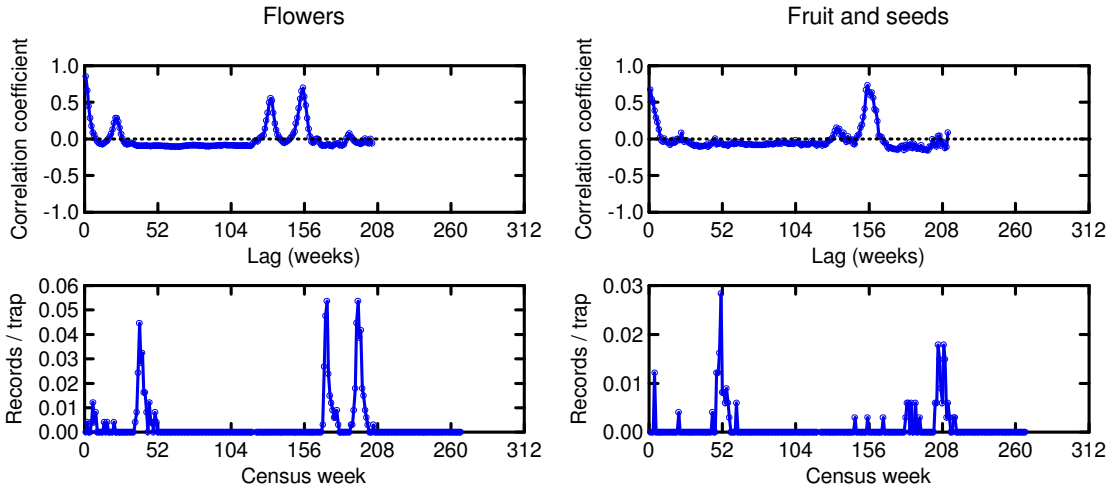 Flowers
Fruit and seeds
Correlation coefficient
1.0
0.5
0.0
-0.5
-1.0
0 52 104 156 208 260 312
Lag (weeks)
Correlation coefficient
1.0
0.5
0.0
-0.5
-1.0
0 52 104 156 208 260 312
Lag (weeks)
Records / trap
0.06
0.05
0.04
0.03
0.02
0.01
0.00
0 52 104 156 208 260 312
Census week
Records / trap
0.03
0.02
0.01
0.00
0 52 104 156 208 260 312
Census week